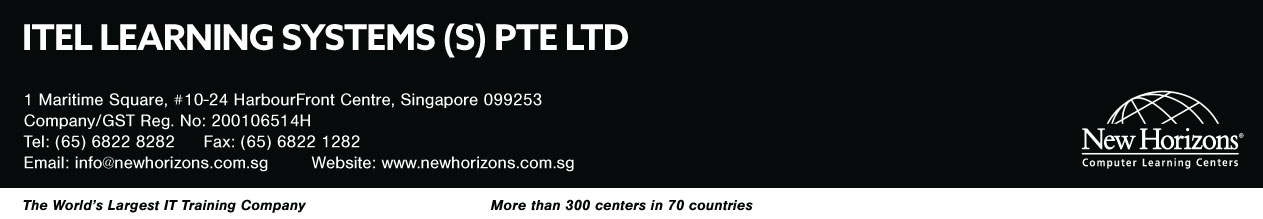 ITEL LEARNING SYSTEMS (S) PTE LTD
1 Maritime Square, #10-24 HarbourFront Centre, Singapore 099253
Company/GST Reg. No: 200106514H
Tel: (65) 6822 8282 Fax: (65) 6822 1282
Email: info@newhorizons.com.sg Website: www.newhorizons.com.sg
New Horizons®
Computer Learning Centers
The World's Largest IT Training Company More than 300 centers in 70 countries